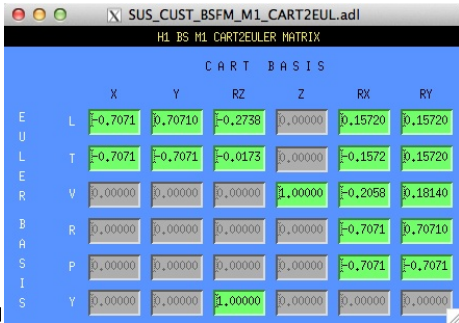 SUS_CUST_BSFM_M1_CART2EUL.adl
H1 BS M1 CART2EULER MATRIX
CART BASIS
X Y RZ Z RX RY
EULER BASIS
L -0.7071 0.70710 -0.2738 0.00000 0.15720 0.15720
T -0.7071 -0.7071 -0.0173 0.00000 -0.1572 0.15720
V 0.00000 0.00000 0.00000 1.00000 -0.2058 0.18140
R 0.00000 0.00000 0.00000 0.00000 -0.7071 0.70710
P 0.00000 0.00000 0.00000 0.00000 -0.7071 -0.7071
Y 0.00000 0.00000 1.00000 0.00000 0.00000 0.00000